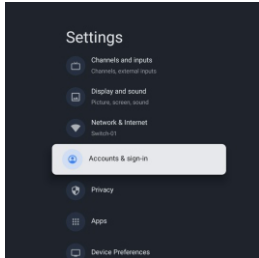 Settings
Channels and inputs
Channels, external inputs
Display and sound
Picture, screen, sound
Network & Internet
Switch-01
Accounts & sign-in
Privacy
Apps
Device Preferences